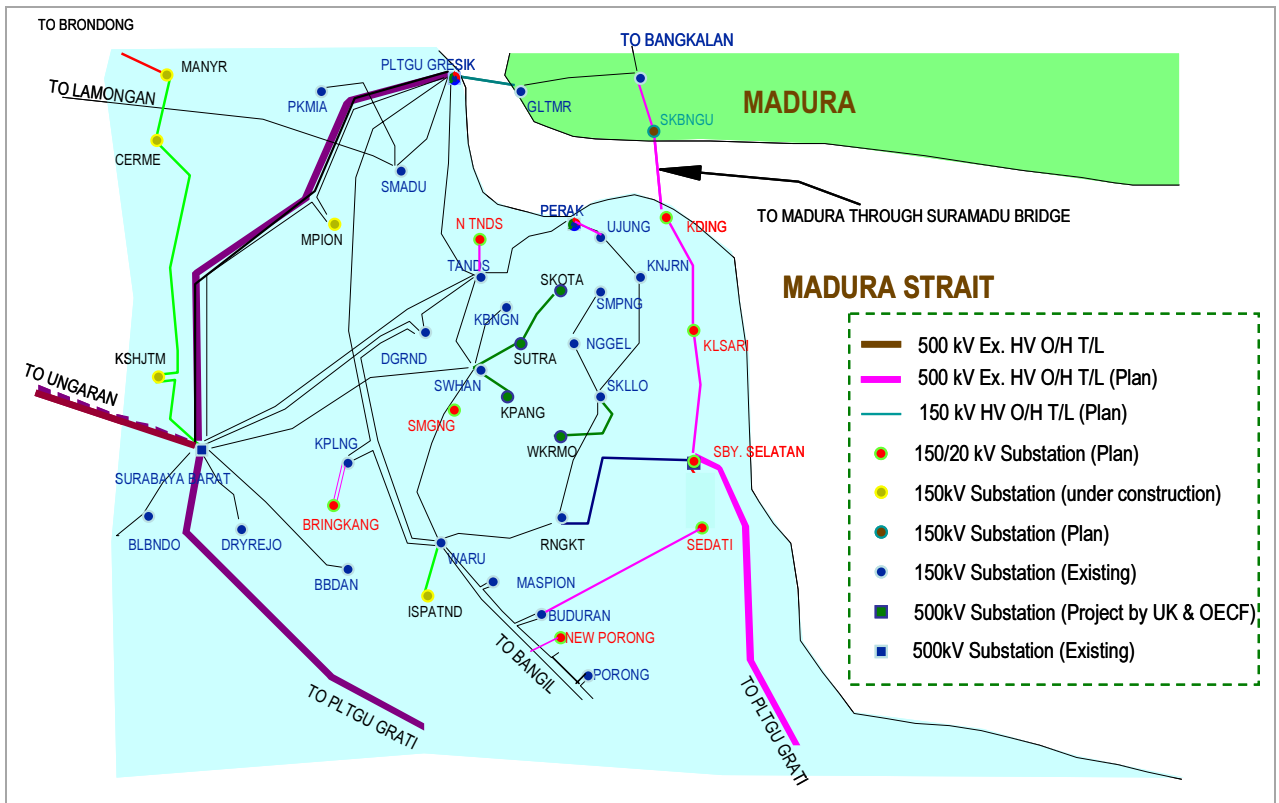 TO BRONDONG
MANYR
TO LAMONGAN
PKMIA
PLTGU GRESIK
TO BANGKALAN
GLTMR
MADURA
SKBNGU
CERME
SMADU
MPION
N TNDS
PERAK
UJUNG
KDING
TO MADURA THROUGH SURAMADU BRIDGE
TANDS
SKOTA
KNJRN
MADURA STRAIT
SMPNG
KBNGN
DGRND
SUTRA
NGGEL
KLSARI
KSHJTM
TO UNGARAN
SWHAN
SKLLO
KPANG
SMGNG
WKRMO
KPLNG
SBY. SELATAN
SURABAYA BARAT
BRINGKANG
BLBNDO
DRYREJO
RNGKT
SEDATI
WARU
BBDAN
MASPION
ISPATND
BUDURAN
NEW PORONG
TO BANGIL
PORONG
TO PLTGU GRATI
TO PLTGU GRATI
500 kV Ex. HV O/H T/L
500 kV Ex. HV O/H T/L (Plan)
150 kV HV O/H T/L (Plan)
150/20 kV Substation (Plan)
150kV Substation (under construction)
150kV Substation (Plan)
150kV Substation (Existing)
500kV Substation (Project by UK & OECF)
500kV Substation (Existing)